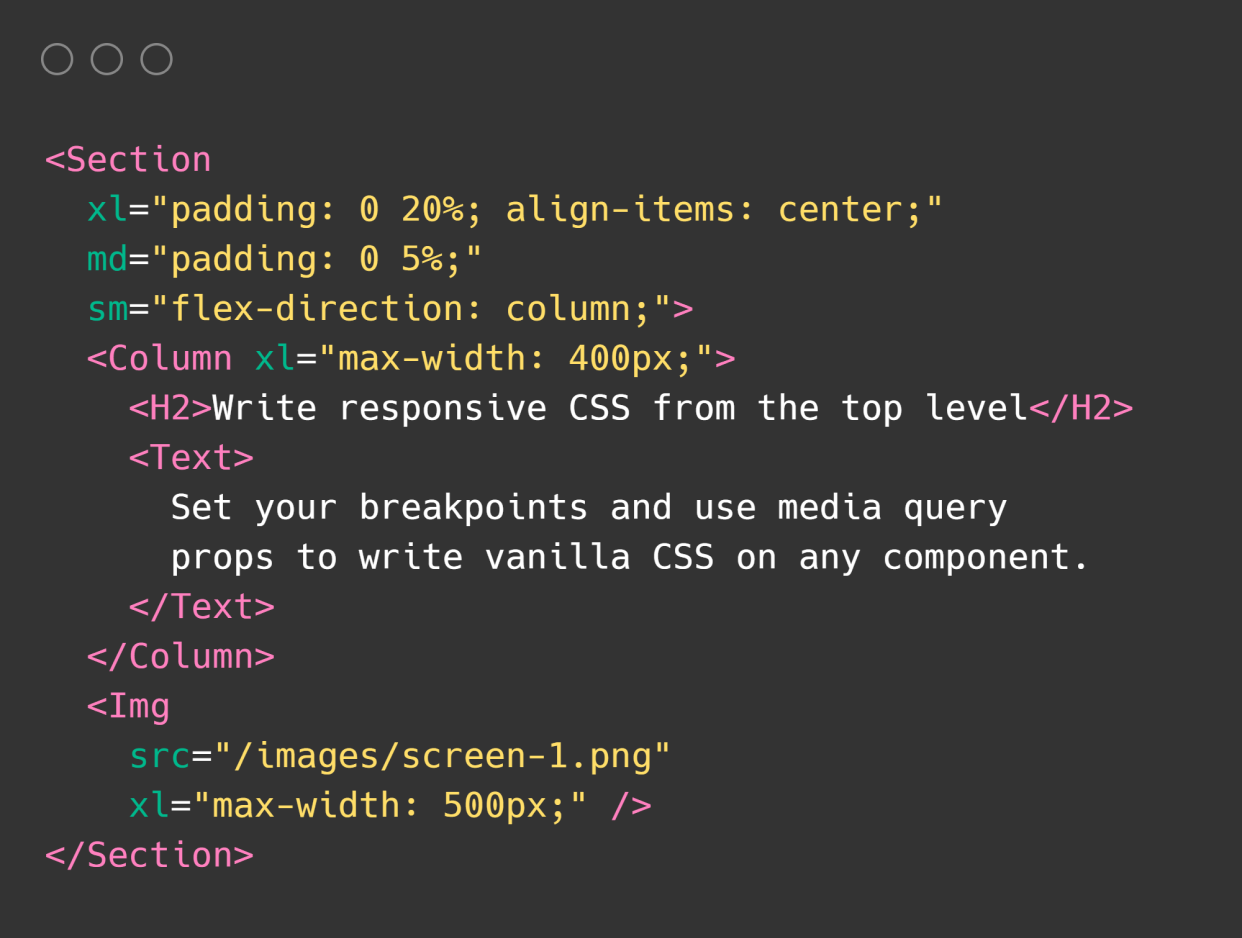 <Section
  xl="padding: 0 20%; align-items: center;"
  md="padding: 0 5%;"
  sm="flex-direction: column;">
  <Column xl="max-width: 400px;">
    <H2>Write responsive CSS from the top level</H2>
    <Text>
      Set your breakpoints and use media query
      props to write vanilla CSS on any component.
    </Text>
  </Column>
  <Img
    src="/images/screen-1.png"
    xl="max-width: 500px;" />
</Section>